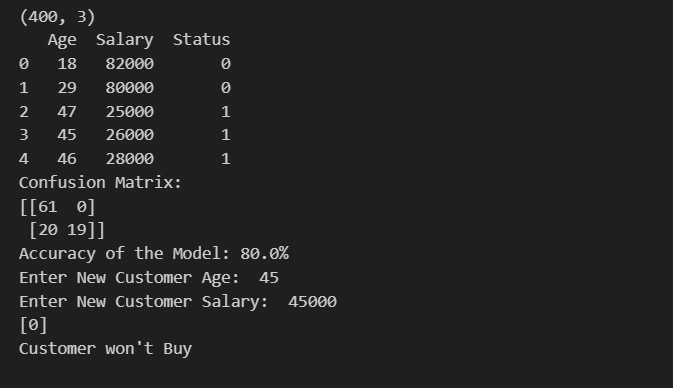 (400, 3)
   Age  Salary  Status
0   18   82000       0
1   29   80000       0
2   47   25000       1
3   45   26000       1
4   46   28000       1
Confusion Matrix:
[[61  0]
 [20 19]]
Accuracy of the Model: 80.0%
Enter New Customer Age:  45
Enter New Customer Salary:  45000
[0]
Customer won't Buy